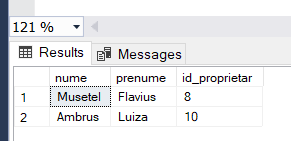 121 %
Results Messages
nume prenume id_proprietar
1 Musetel Flavius 8
2 Ambrus Luiza 10